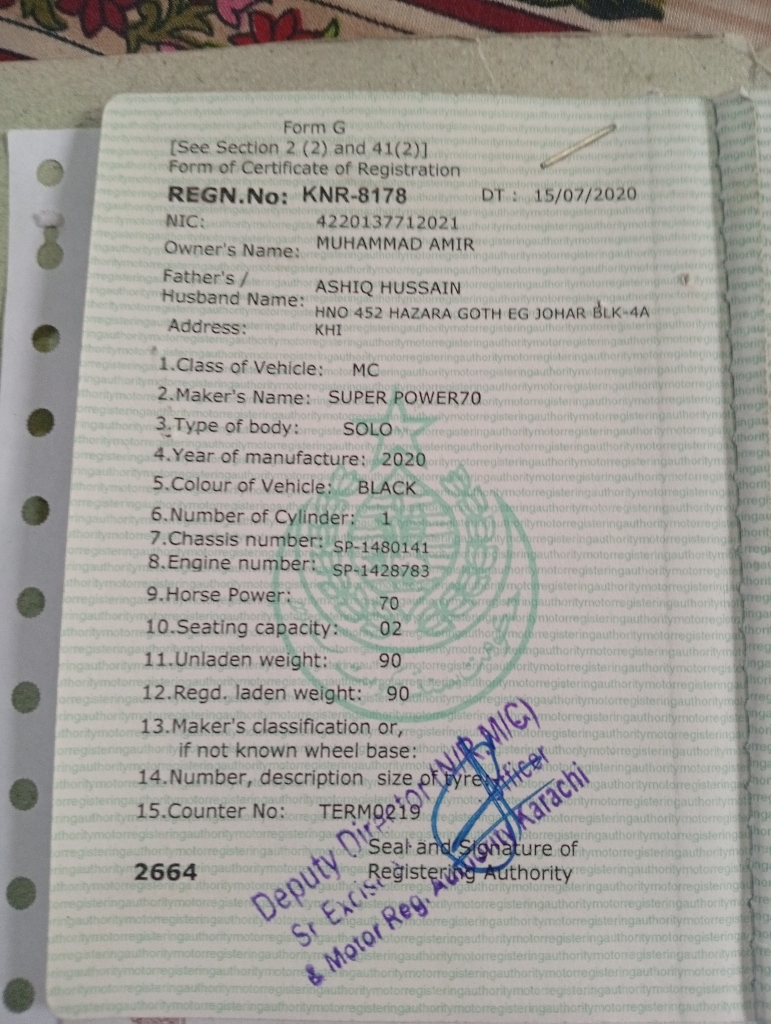 Form G
[See Section 2 (2) and 41(2)]
Form of Certificate of Registration
REGN.No: KNR-8178 DT : 15/07/2020
NIC: 4220137712021
Owner's Name: MUHAMMAD AMIR
Father's /
Husband Name: ASHIQ HUSSAIN
Address: HNO 452 HAZARA GOTH EG JOHAR BLK-4A
KHI
1.Class of Vehicle: MC
2.Maker's Name: SUPER POWER70
3.Type of body: SOLO
4.Year of manufacture: 2020
5.Colour of Vehicle: BLACK
6.Number of Cylinder: 1
7.Chassis number: SP-1480141
8.Engine number: SP-1428783
9.Horse Power: 70
10.Seating capacity: 02
11.Unladen weight: 90
12.Regd. laden weight: 90
13.Maker's classification or,
if not known wheel base:
14.Number, description size of tyre
15.Counter No: TERM0219
Seal and Signature of
2664 Registering Authority
Deputy Director (N/R M/C)
Sr Excise Officer
& Motor Reg. Authority Karachi